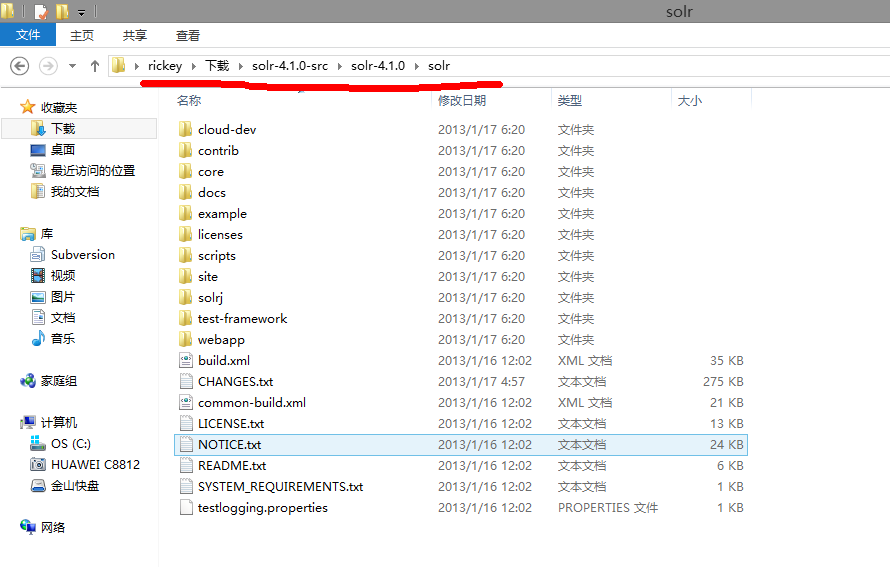 solr
文件 主页 共享 查看
rickey 下载 solr-4.1.0-src solr-4.1.0 solr
名称 修改日期 类型 大小
收藏夹
下载
桌面
最近访问的位置
我的文档
库
Subversion
视频
图片
文档
音乐
家庭组
计算机
OS (C:)
HUAWEI C8812
金山快盘
网络
cloud-dev 2013/1/17 6:20 文件夹
contrib 2013/1/17 6:20 文件夹
core 2013/1/17 6:20 文件夹
docs 2013/1/17 6:20 文件夹
example 2013/1/17 6:20 文件夹
licenses 2013/1/17 6:20 文件夹
scripts 2013/1/17 6:20 文件夹
site 2013/1/17 6:20 文件夹
solrj 2013/1/17 6:20 文件夹
test-framework 2013/1/17 6:20 文件夹
webapp 2013/1/17 6:20 文件夹
build.xml 2013/1/16 12:02 XML 文档 35 KB
CHANGES.txt 2013/1/17 4:57 文本文档 275 KB
common-build.xml 2013/1/16 12:02 XML 文档 21 KB
LICENSE.txt 2013/1/16 12:02 文本文档 13 KB
NOTICE.txt 2013/1/16 12:02 文本文档 24 KB
README.txt 2013/1/16 12:02 文本文档 6 KB
SYSTEM_REQUIREMENTS.txt 2013/1/16 12:02 文本文档 1 KB
testlogging.properties 2013/1/16 12:02 PROPERTIES 文件 1 KB